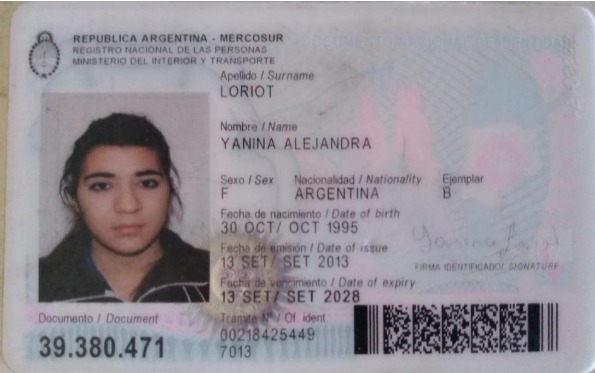 REPUBLICA ARGENTINA - MERCOSUR
REGISTRO NACIONAL DE LAS PERSONAS
MINISTERIO DEL INTERIOR Y TRANSPORTE
Apellido / Surname
LORIOT
Nombre / Name
YANINA ALEJANDRA
Sexo / Sex Nacionalidad / Nationality Ejemplar
F ARGENTINA B
Fecha de nacimiento / Date of birth
30 OCT/ OCT 1995
Fecha de emisión / Date of issue
13 SET/ SET 2013
FIRMA IDENTIFICADO/ SIGNATURE
Fecha de vencimiento / Date of expiry
13 SET/ SET 2028
Documento / Document Trámite Nº / Of. ident.
39.380.471 00218425449
7013